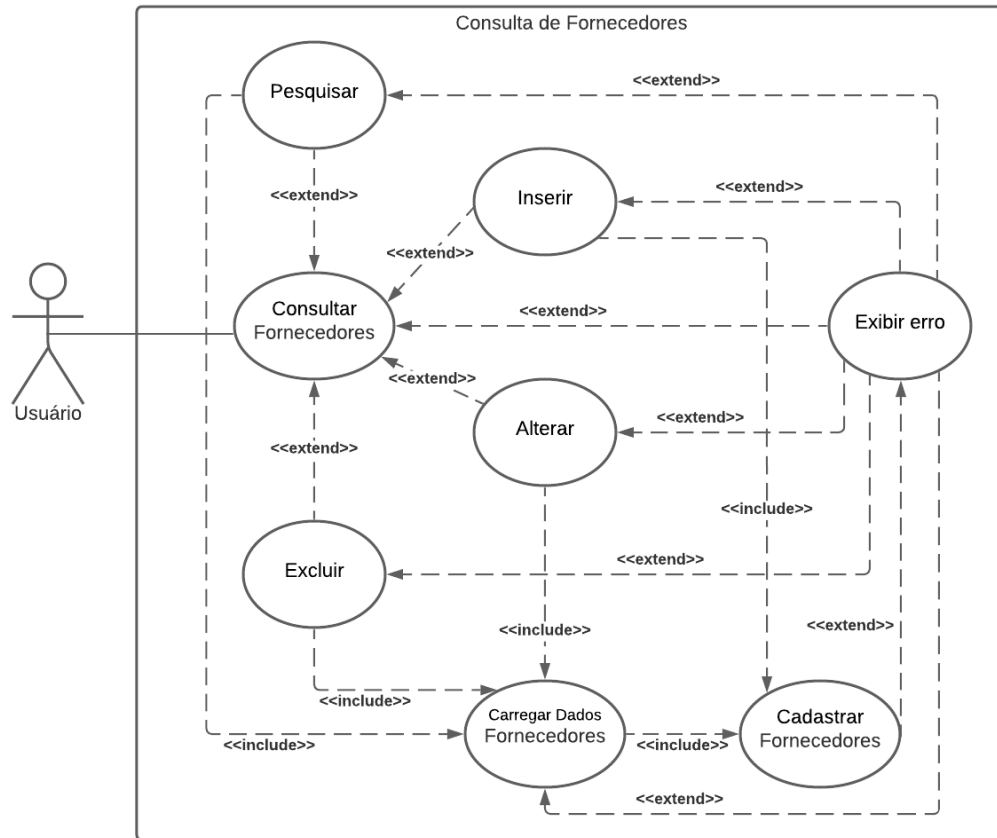 Consulta de Fornecedores
Pesquisar
<<extend>>
<<extend>>
Inserir
<<extend>>
<<extend>>
Consultar
Fornecedores
<<extend>>
Exibir erro
Usuário
<<extend>>
Alterar
<<extend>>
<<extend>>
<<include>>
Excluir
<<extend>>
<<include>>
<<extend>>
<<include>>
Carregar Dados
Fornecedores
Cadastrar
Fornecedores
<<include>>
<<include>>
<<extend>>